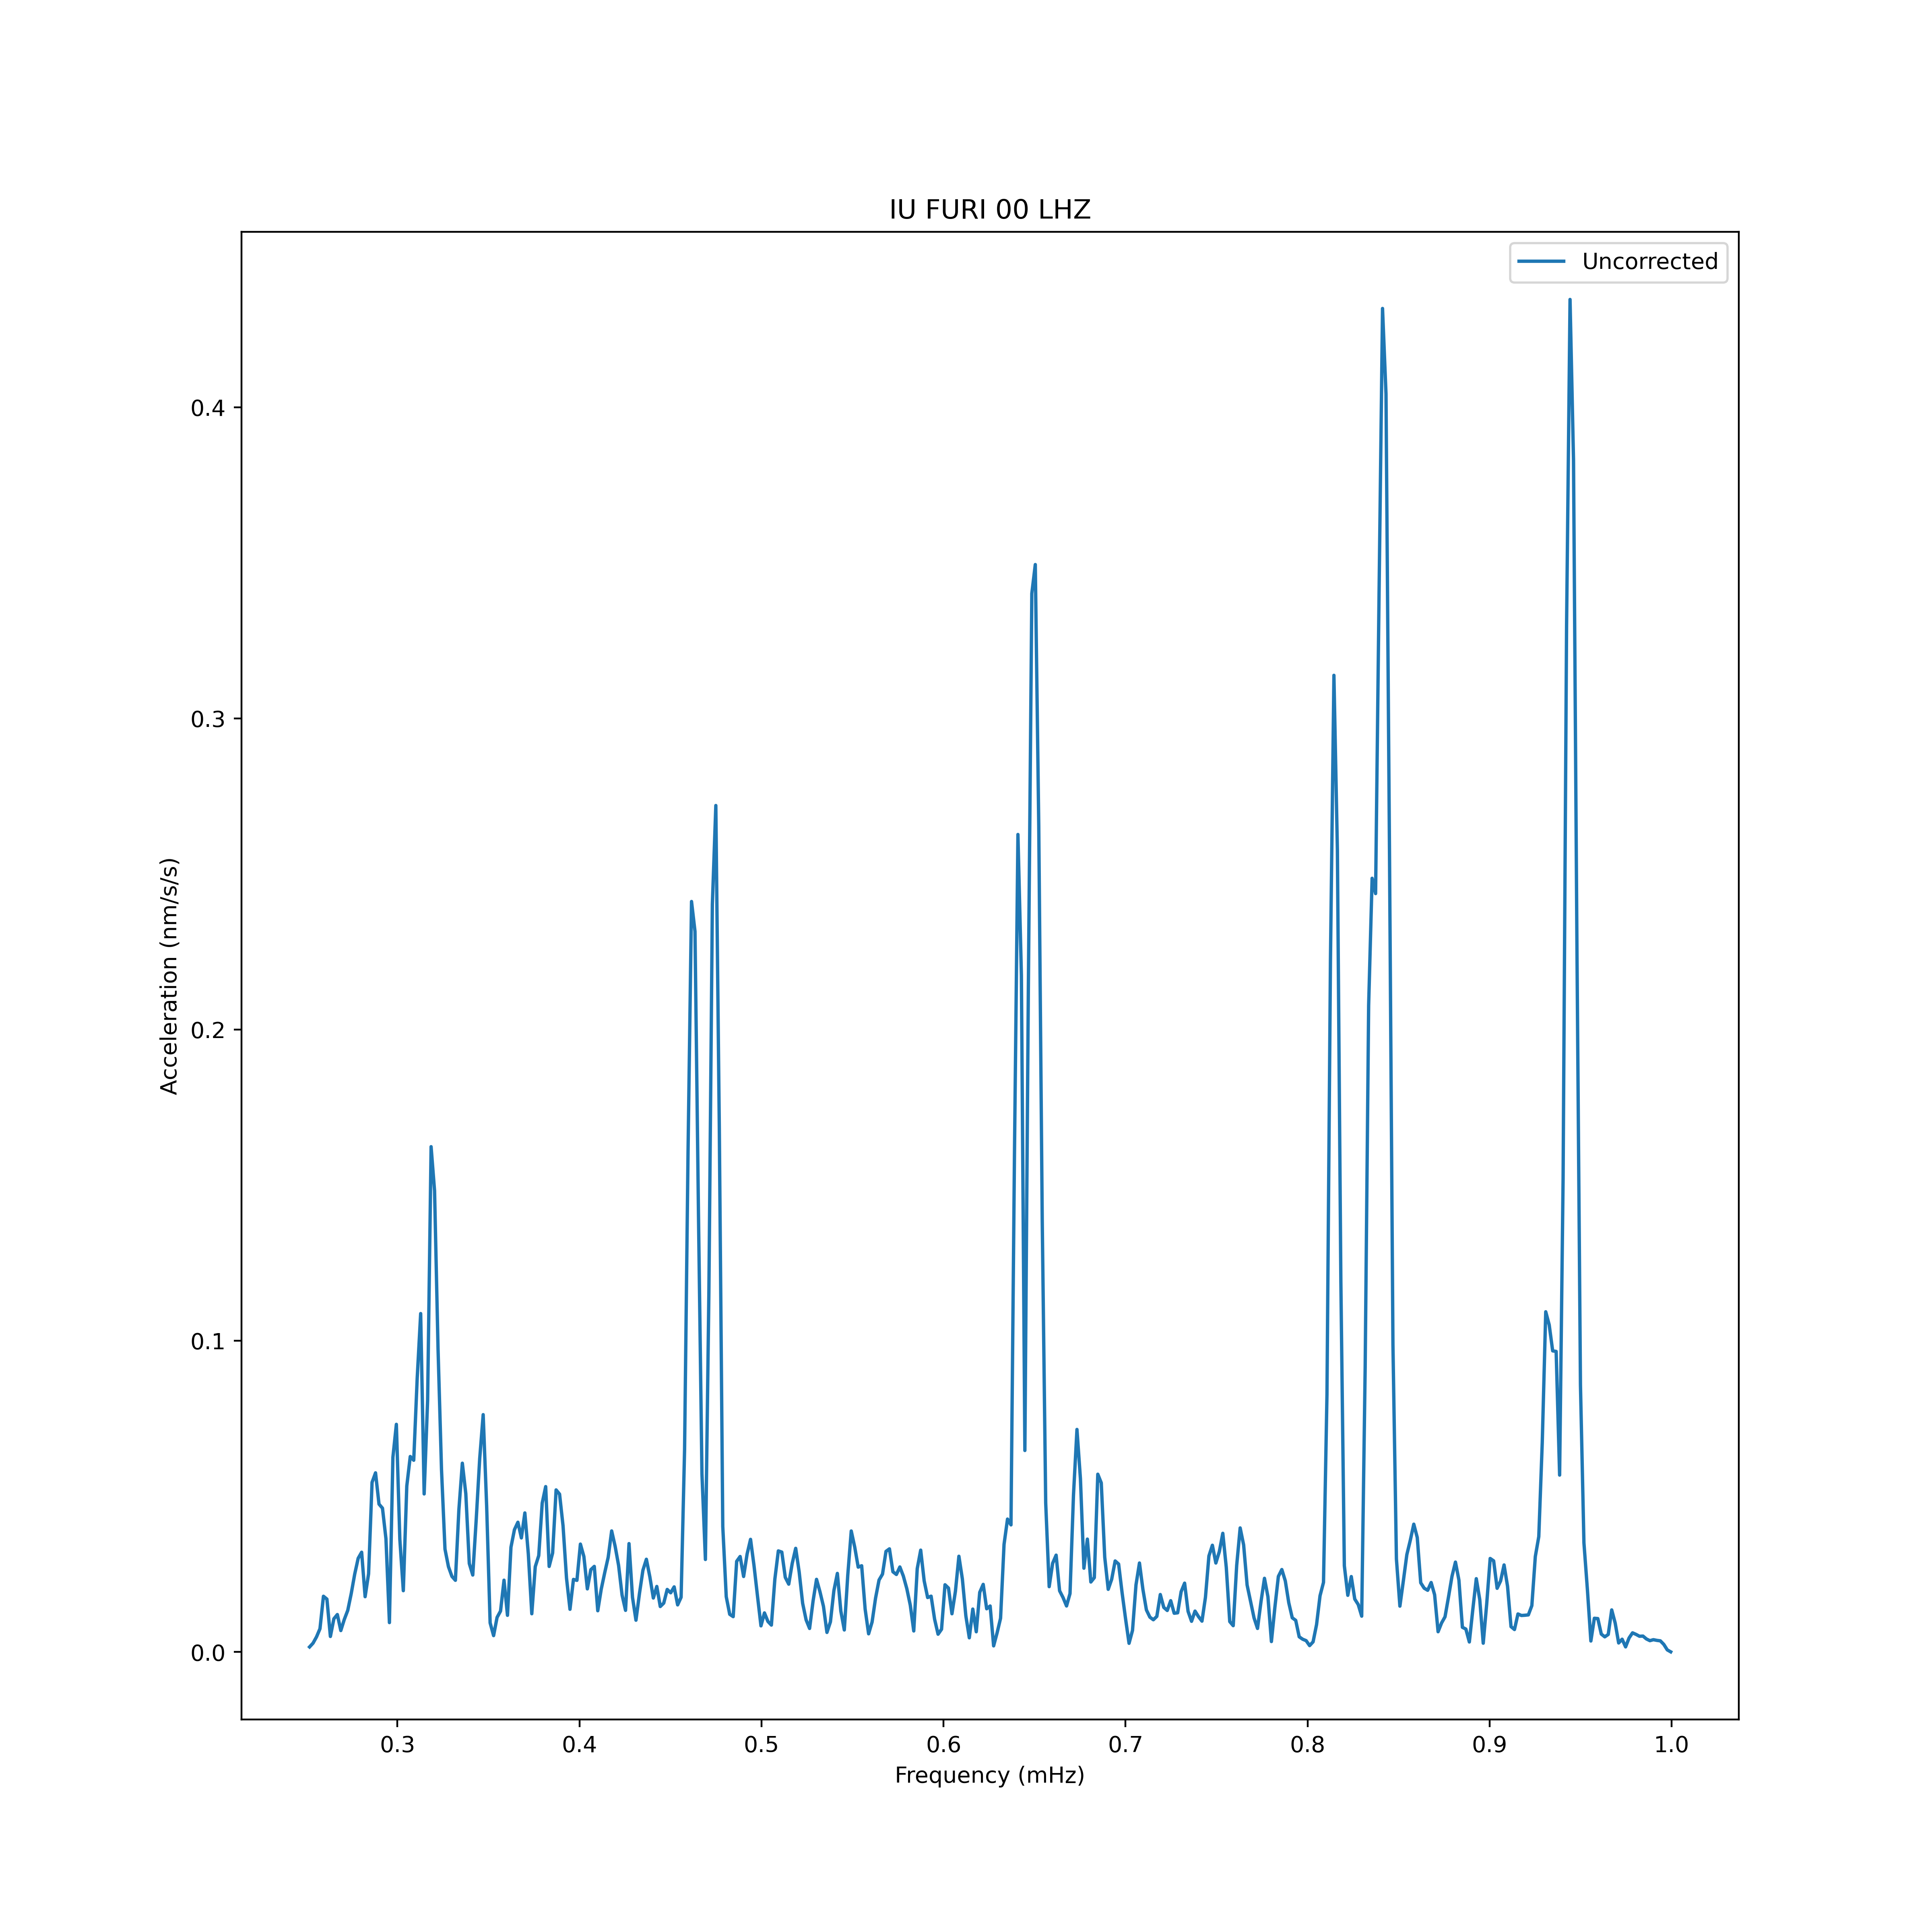 IU FURI 00 LHZ
Uncorrected
Acceleration (nm/s/s)
0.4
0.3
0.2
0.1
0.0
0.3 0.4 0.5 0.6 0.7 0.8 0.9 1.0
Frequency (mHz)